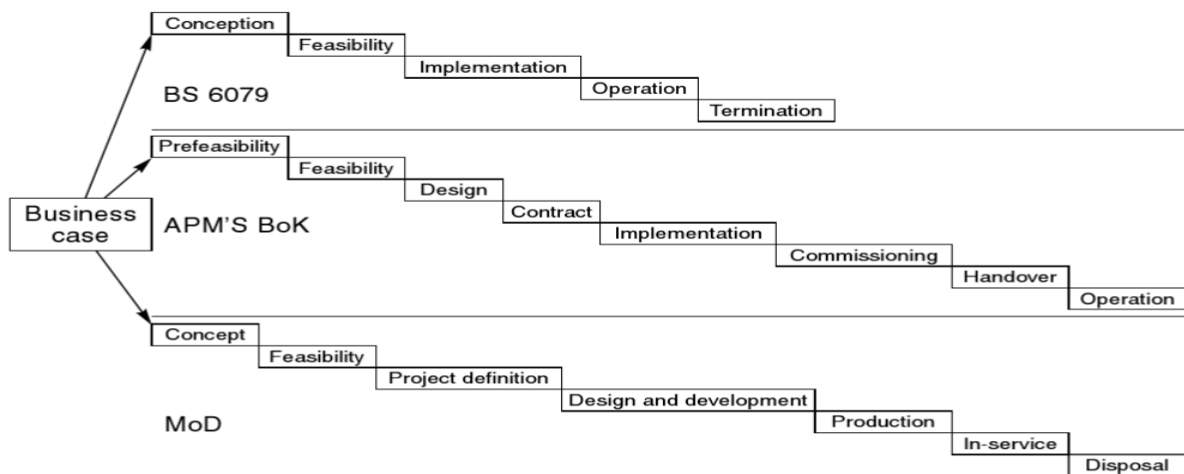 Conception
Feasibility
Implementation
Operation
Termination
BS 6079
Prefeasibility
Feasibility
Design
Contract
Implementation
Commissioning
Handover
Operation
Business
case
APM'S BoK
Concept
Feasibility
Project definition
Design and development
Production
In-service
Disposal
MoD